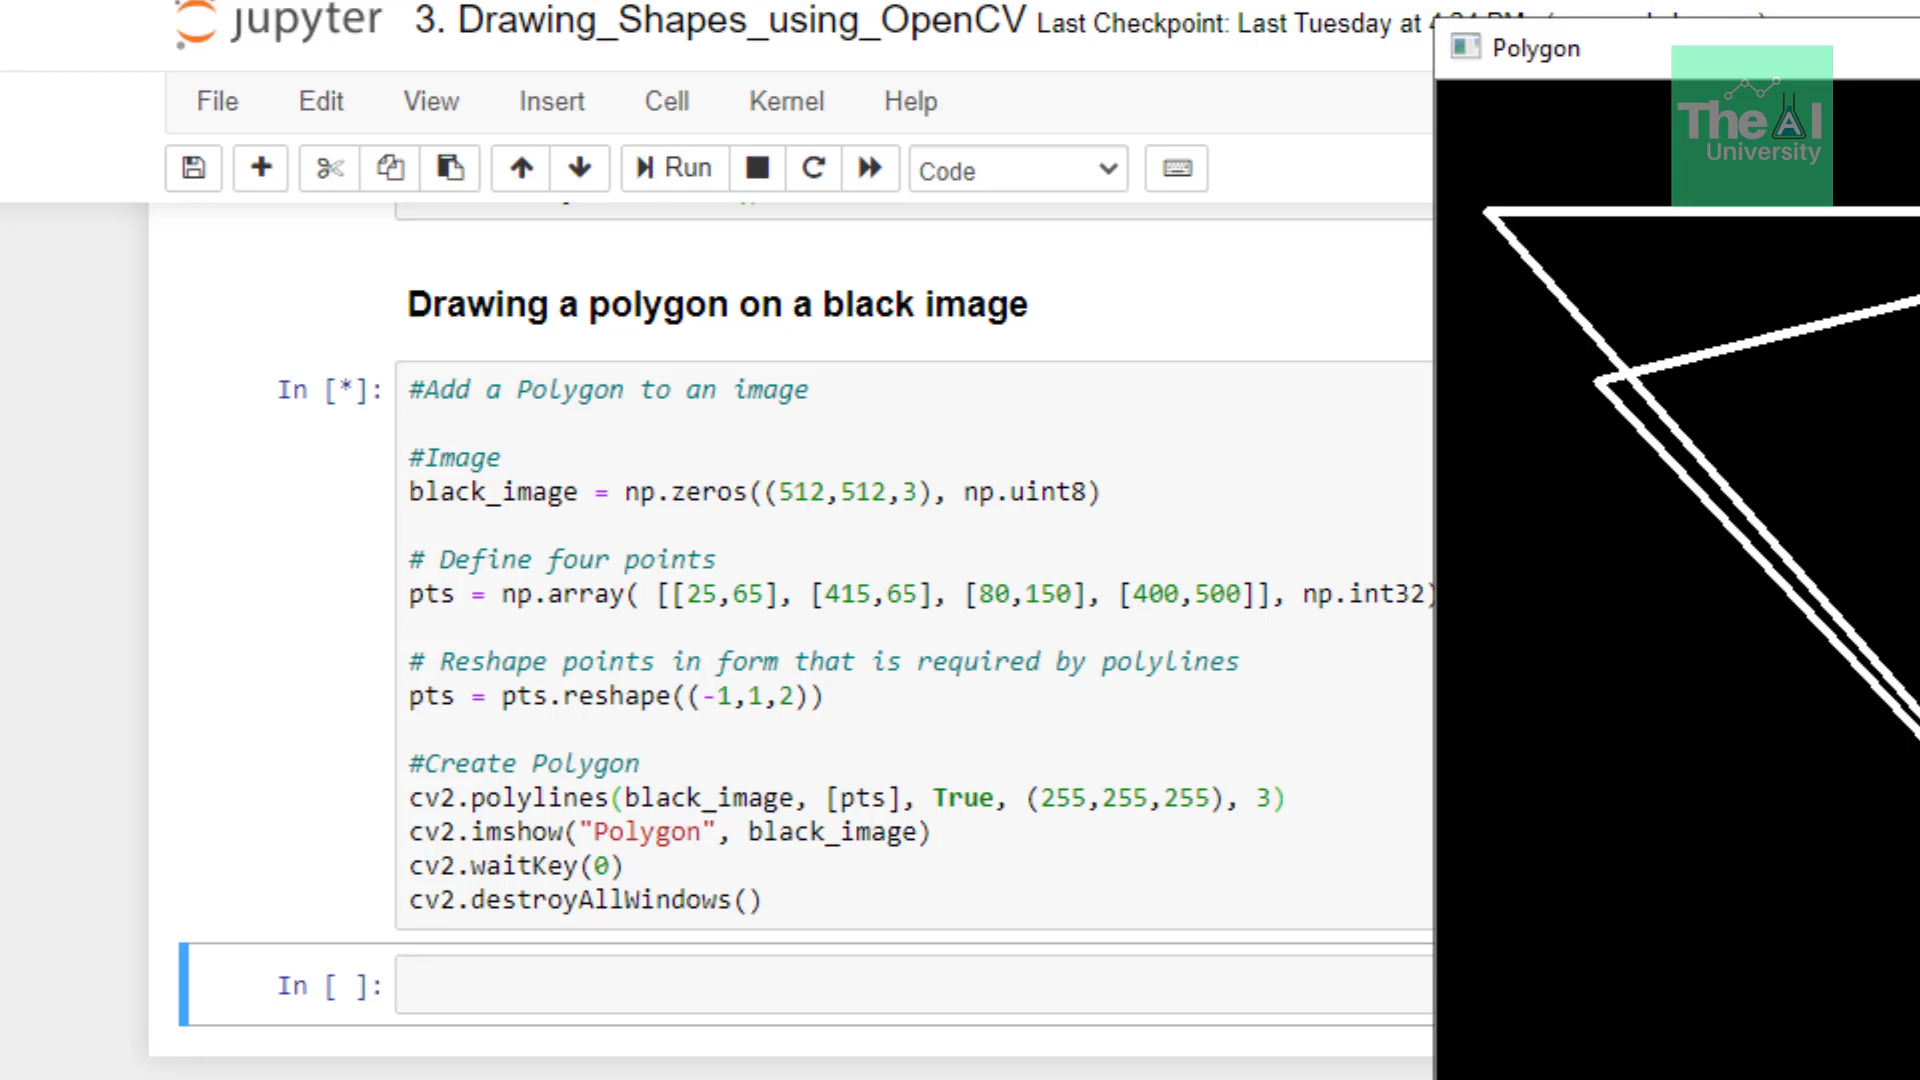 jupyter 3. Drawing_Shapes_using_OpenCV Last Checkpoint: Last Tuesday at
Polygon
The AI
University
File Edit View Insert Cell Kernel Help
Run
Code
Drawing a polygon on a black image
In [*]:
#Add a Polygon to an image
#Image
black_image = np.zeros((512,512,3), np.uint8)
# Define four points
pts = np.array( [[25,65], [415,65], [80,150], [400,500]], np.int32)
# Reshape points in form that is required by polylines
pts = pts.reshape((-1,1,2))
#Create Polygon
cv2.polylines(black_image, [pts], True, (255,255,255), 3)
cv2.imshow("Polygon", black_image)
cv2.waitKey(0)
cv2.destroyAllWindows()
In [ ]: